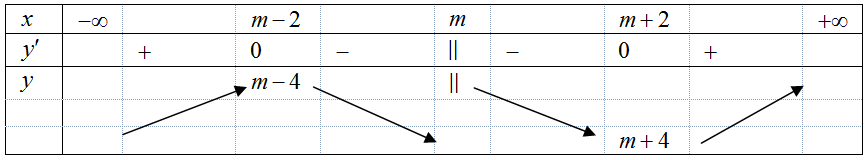 x −∞ m−2 m m+2 +∞
y′ + 0 − || − 0 +
y m−4 ||
m+4